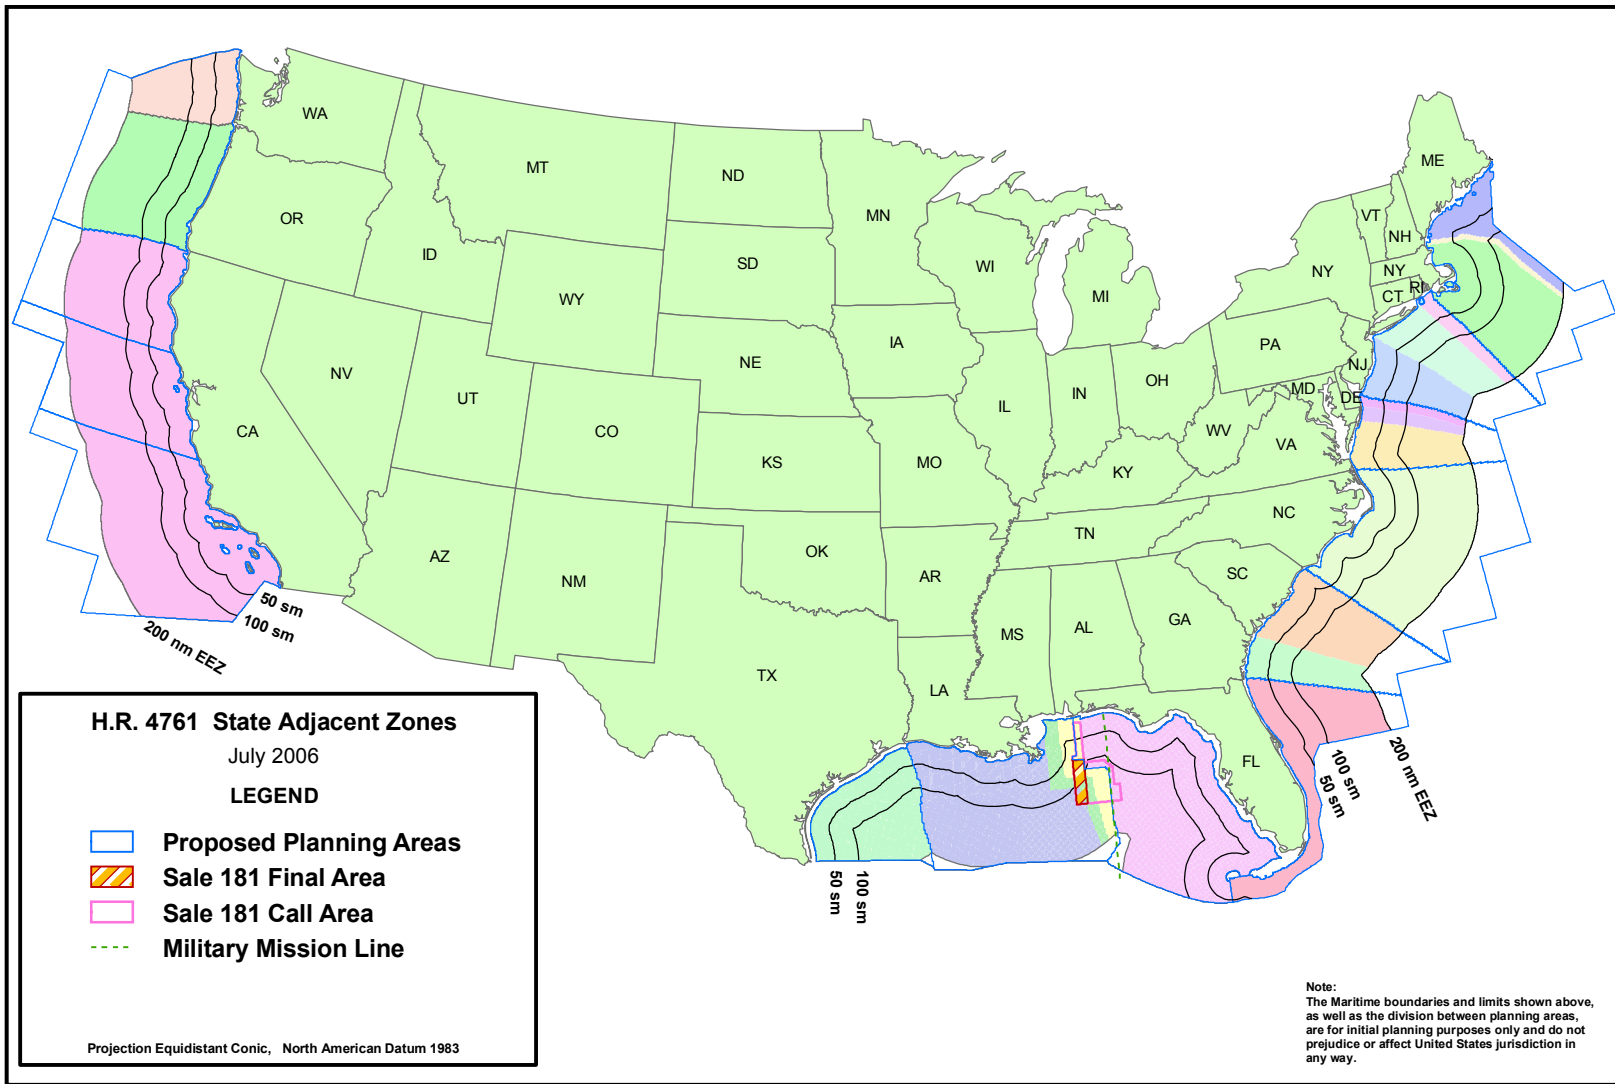 WA
MT
ND
MN
ME
OR
ID
SD
WI
MI
VT
NH
NY
NY
CT
RI
WY
NV
UT
NE
IA
IL
IN
OH
PA
NJ
MD
DE
CA
CO
KS
MO
WV
VA
KY
AZ
NM
OK
AR
TN
NC
SC
MS
AL
GA
TX
LA
FL
50 sm
100 sm
200 nm EEZ
50 sm
100 sm
50 sm
100 sm
200 nm EEZ
H.R. 4761 State Adjacent Zones
July 2006
LEGEND
Proposed Planning Areas
Sale 181 Final Area
Sale 181 Call Area
Military Mission Line
Projection Equidistant Conic, North American Datum 1983
Note:
The Maritime boundaries and limits shown above,
as well as the division between planning areas,
are for initial planning purposes only and do not
prejudice or affect United States jurisdiction in
any way.